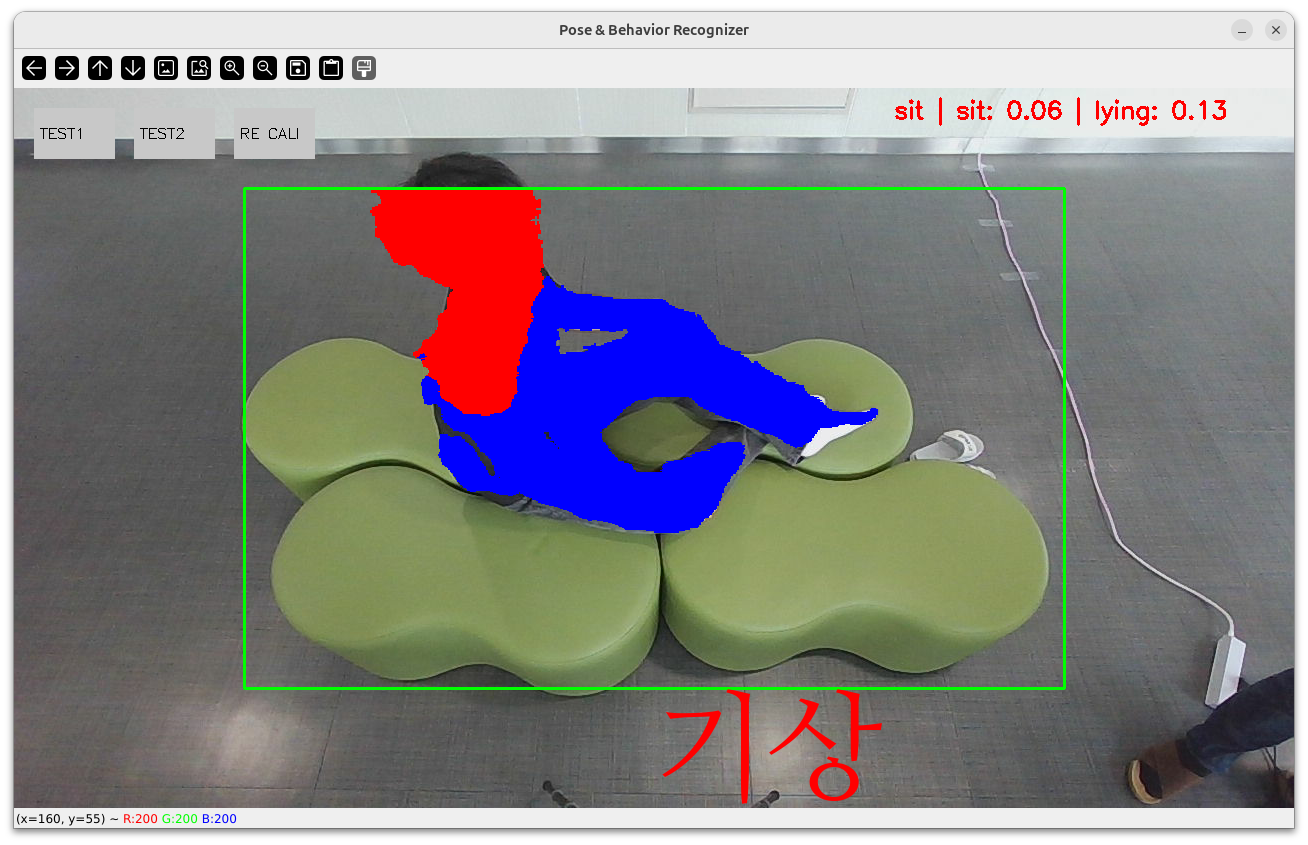 Pose & Behavior Recognizer
TEST1
TEST2
RE CALI
sit | sit: 0.06 | lying: 0.13
기상
(x=160, y=55) ~ R:200 G:200 B:200